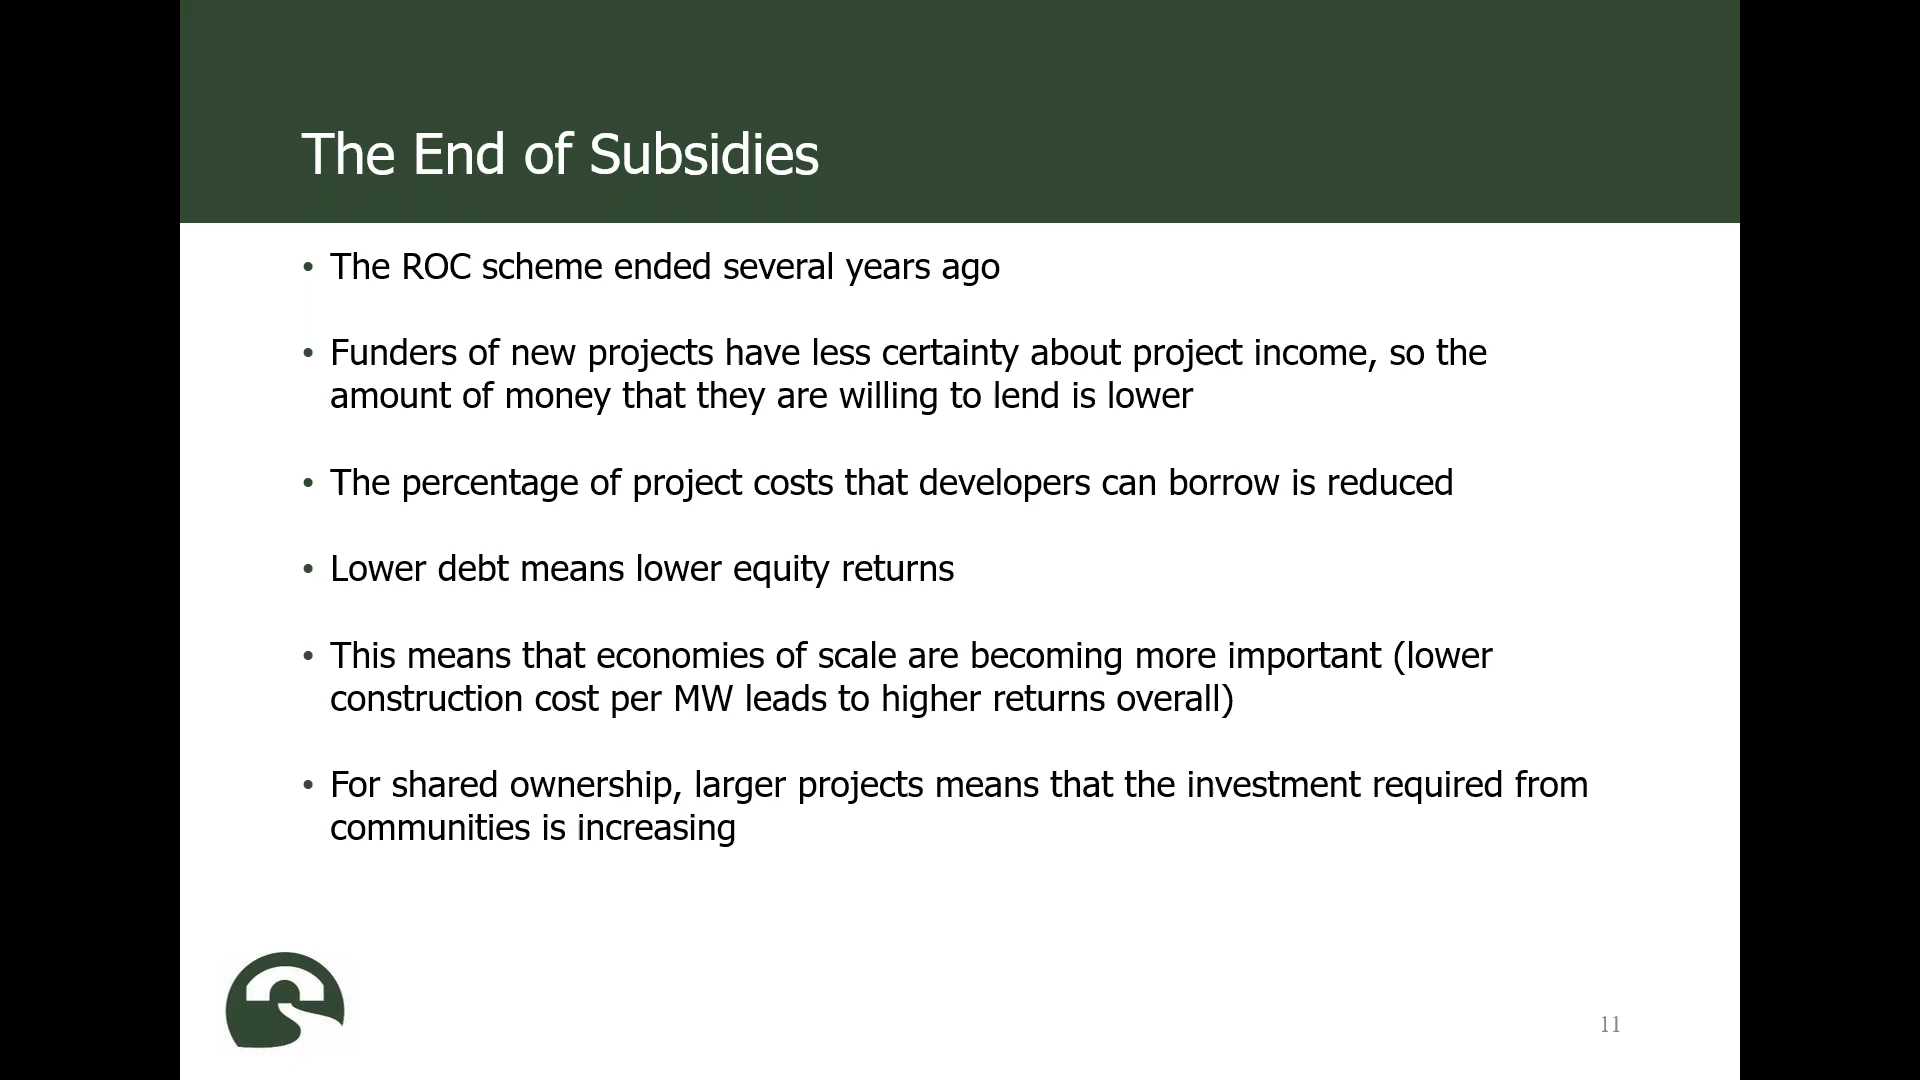 The End of Subsidies
• The ROC scheme ended several years ago
• Funders of new projects have less certainty about project income, so the
amount of money that they are willing to lend is lower
• The percentage of project costs that developers can borrow is reduced
• Lower debt means lower equity returns
• This means that economies of scale are becoming more important (lower
construction cost per MW leads to higher returns overall)
• For shared ownership, larger projects means that the investment required from
communities is increasing
11